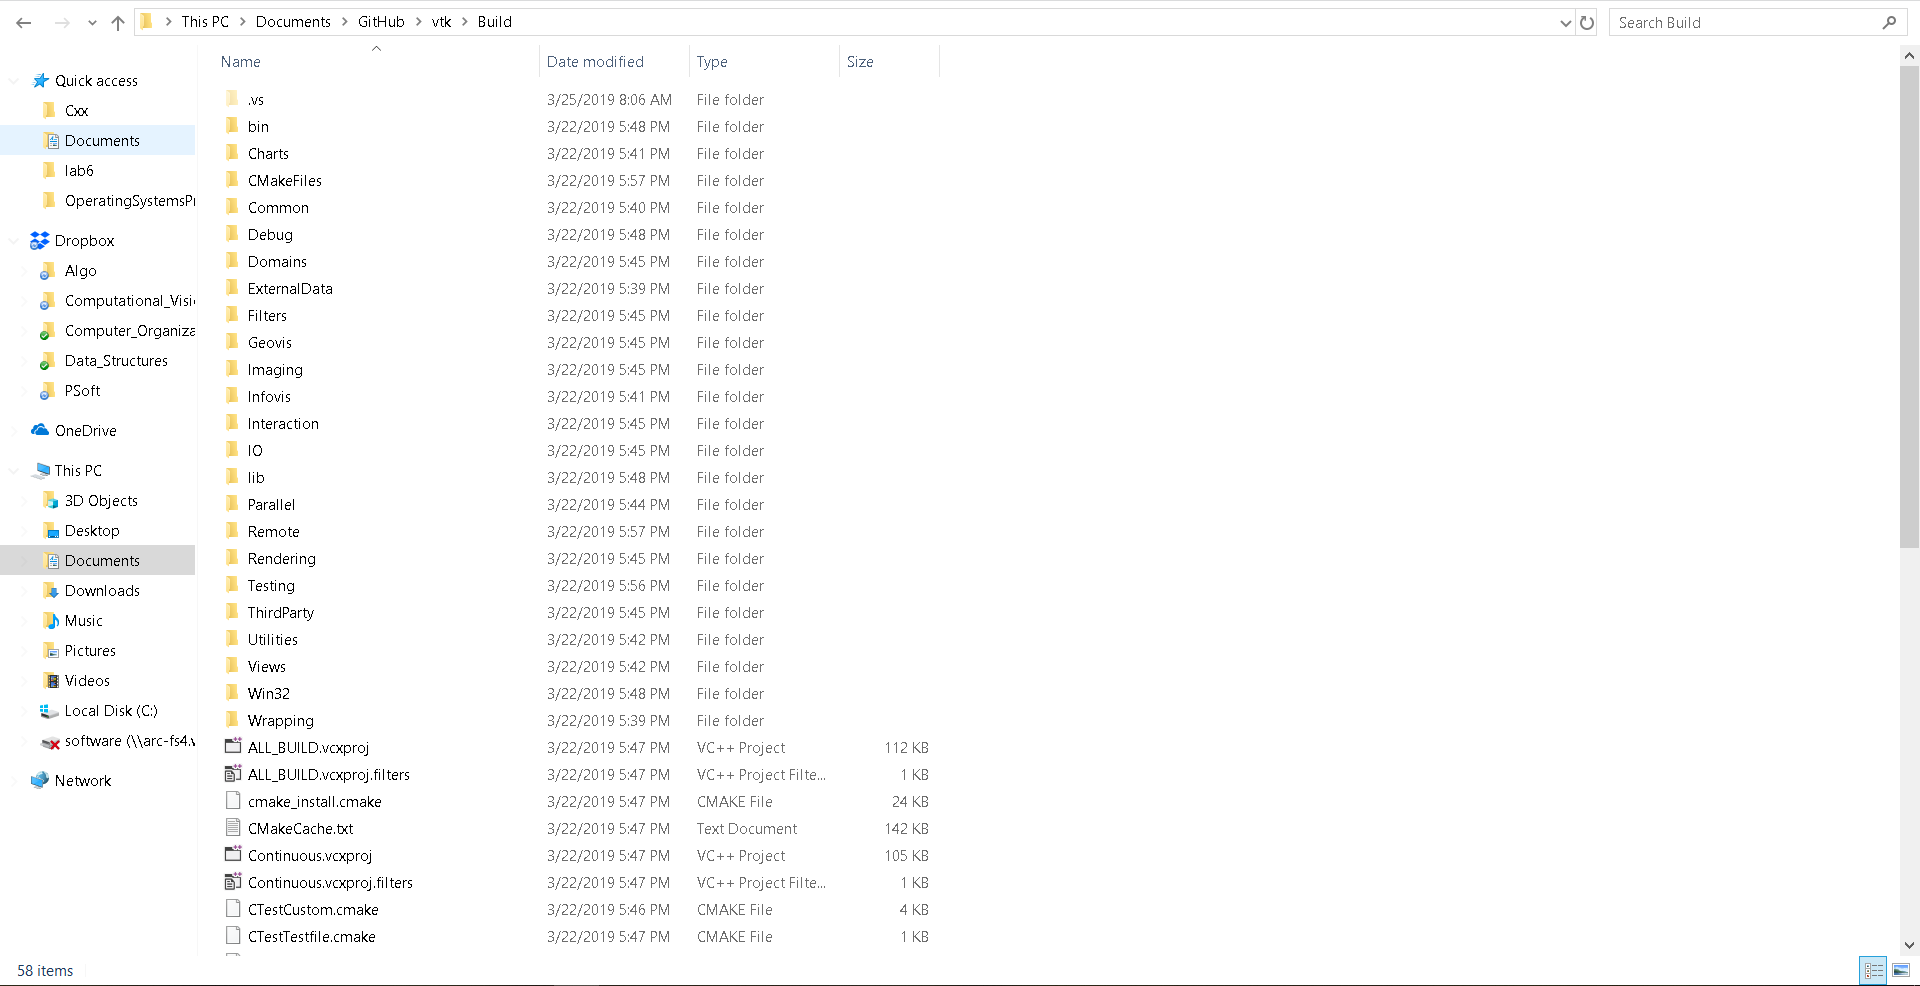 This PC > Documents > GitHub > vtk > Build
Search Build
Name Date modified Type Size
Quick access
Cxx
Documents
lab6
OperatingSystemsPr
Dropbox
Algo
Computational_Visi
Computer_Organiza
Data_Structures
PSoft
OneDrive
This PC
3D Objects
Desktop
Documents
Downloads
Music
Pictures
Videos
Local Disk (C:)
software (\\arc-fs4.v
Network
.vs 3/25/2019 8:06 AM File folder
bin 3/22/2019 5:48 PM File folder
Charts 3/22/2019 5:41 PM File folder
CMakeFiles 3/22/2019 5:57 PM File folder
Common 3/22/2019 5:40 PM File folder
Debug 3/22/2019 5:48 PM File folder
Domains 3/22/2019 5:45 PM File folder
ExternalData 3/22/2019 5:39 PM File folder
Filters 3/22/2019 5:45 PM File folder
Geovis 3/22/2019 5:45 PM File folder
Imaging 3/22/2019 5:45 PM File folder
Infovis 3/22/2019 5:41 PM File folder
Interaction 3/22/2019 5:45 PM File folder
IO 3/22/2019 5:45 PM File folder
lib 3/22/2019 5:48 PM File folder
Parallel 3/22/2019 5:44 PM File folder
Remote 3/22/2019 5:57 PM File folder
Rendering 3/22/2019 5:45 PM File folder
Testing 3/22/2019 5:56 PM File folder
ThirdParty 3/22/2019 5:45 PM File folder
Utilities 3/22/2019 5:42 PM File folder
Views 3/22/2019 5:42 PM File folder
Win32 3/22/2019 5:48 PM File folder
Wrapping 3/22/2019 5:39 PM File folder
ALL_BUILD.vcxproj 3/22/2019 5:47 PM VC++ Project 112 KB
ALL_BUILD.vcxproj.filters 3/22/2019 5:47 PM VC++ Project Filte... 1 KB
cmake_install.cmake 3/22/2019 5:47 PM CMAKE File 24 KB
CMakeCache.txt 3/22/2019 5:47 PM Text Document 142 KB
Continuous.vcxproj 3/22/2019 5:47 PM VC++ Project 105 KB
Continuous.vcxproj.filters 3/22/2019 5:47 PM VC++ Project Filte... 1 KB
CTestCustom.cmake 3/22/2019 5:46 PM CMAKE File 4 KB
CTestTestfile.cmake 3/22/2019 5:47 PM CMAKE File 1 KB
58 items